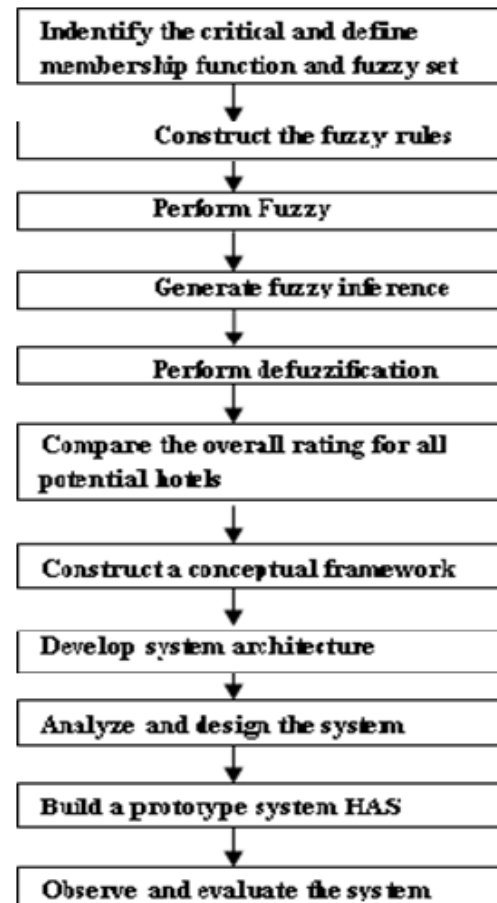 Indentify the critical and define
membership function and fuzzy set
Construct the fuzzy rules
Perform Fuzzy
Generate fuzzy inference
Perform defuzzification
Compare the overall rating for all
potential hotels
Construct a conceptual framework
Develop system architecture
Analyze and design the system
Build a prototype system HAS
Observe and evaluate the system